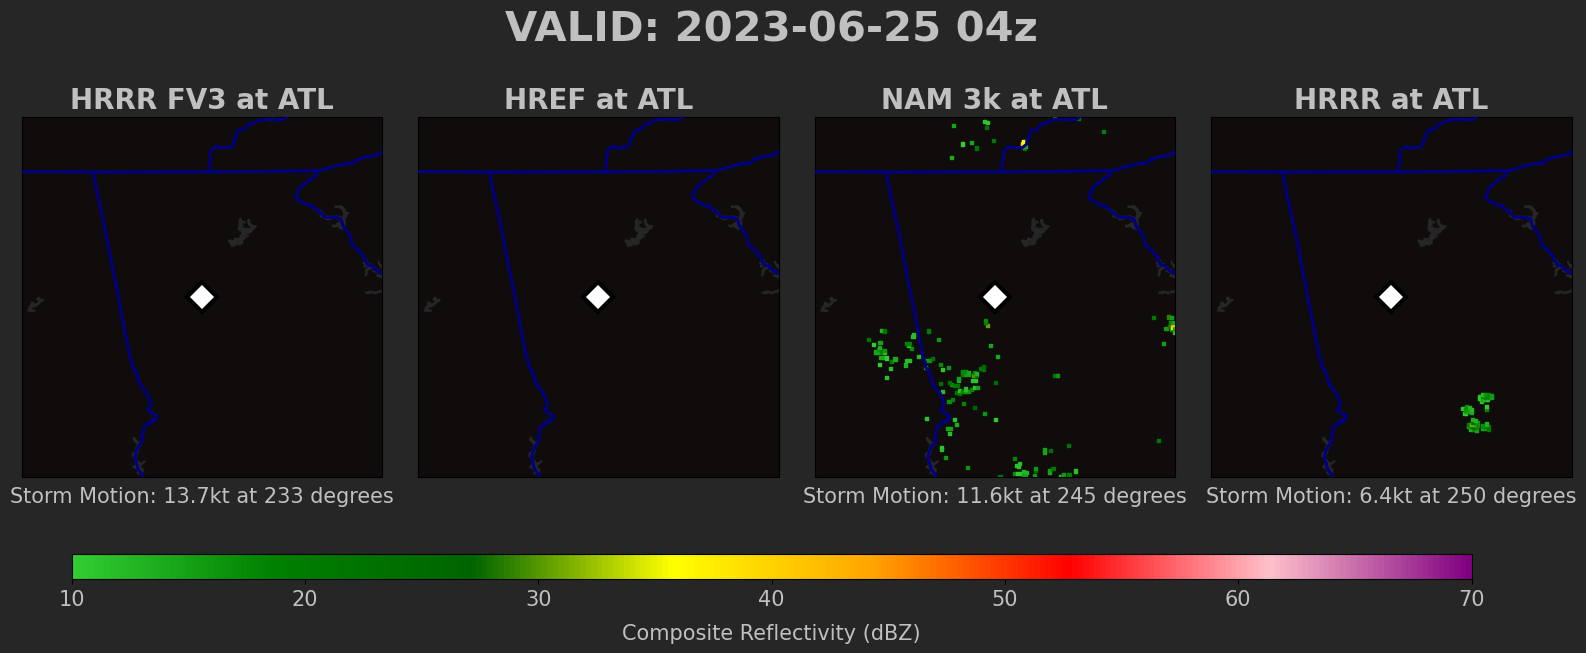 VALID: 2023-06-25 04z
HRRR FV3 at ATL
HREF at ATL
NAM 3k at ATL
HRRR at ATL
Storm Motion: 13.7kt at 233 degrees
Storm Motion: 11.6kt at 245 degrees
Storm Motion: 6.4kt at 250 degrees
10 20 30 40 50 60 70
Composite Reflectivity (dBZ)